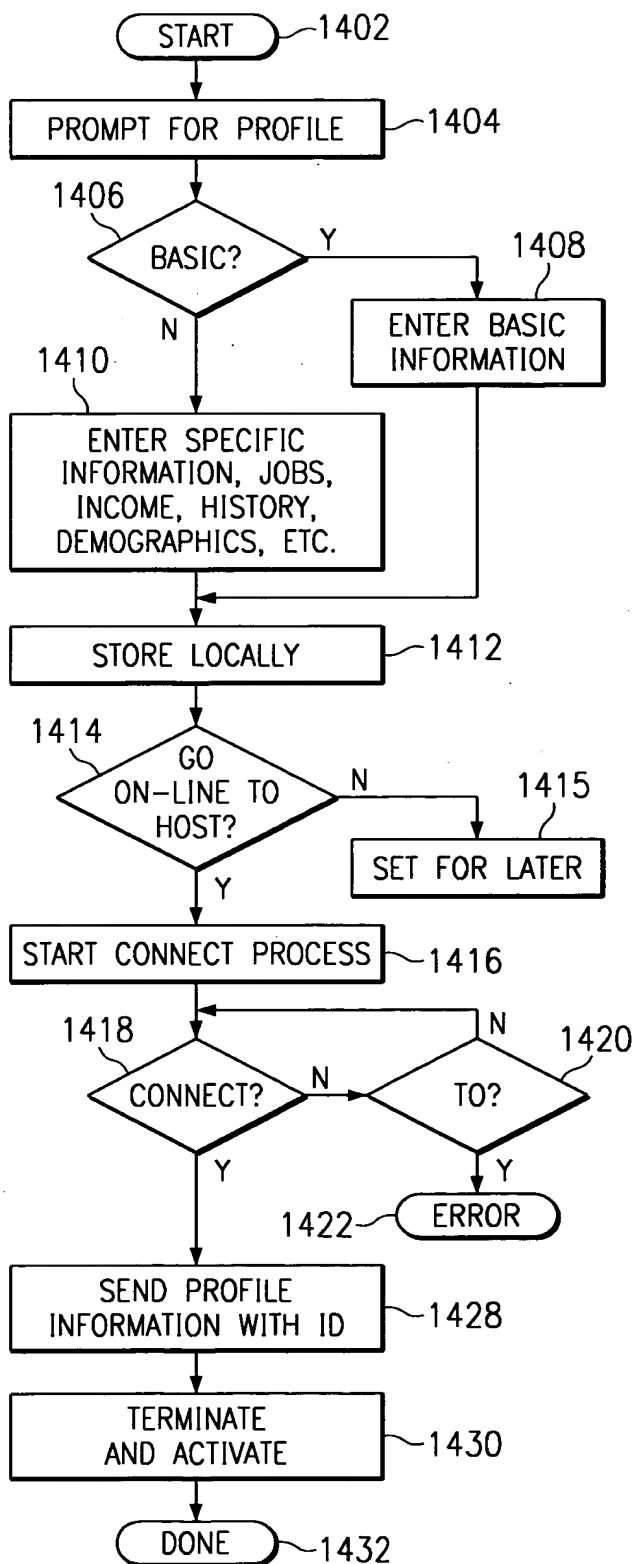 START
1402
PROMPT FOR PROFILE
1404
1406
BASIC?
Y
N
1408
ENTER BASIC
INFORMATION
1410
ENTER SPECIFIC
INFORMATION, JOBS,
INCOME, HISTORY,
DEMOGRAPHICS, ETC.
STORE LOCALLY
1412
1414
GO
ON-LINE TO
HOST?
N
Y
1415
SET FOR LATER
START CONNECT PROCESS
1416
1418
CONNECT?
N
Y
N
1420
TO?
Y
1422
ERROR
SEND PROFILE
INFORMATION WITH ID
1428
TERMINATE
AND ACTIVATE
1430
DONE
1432